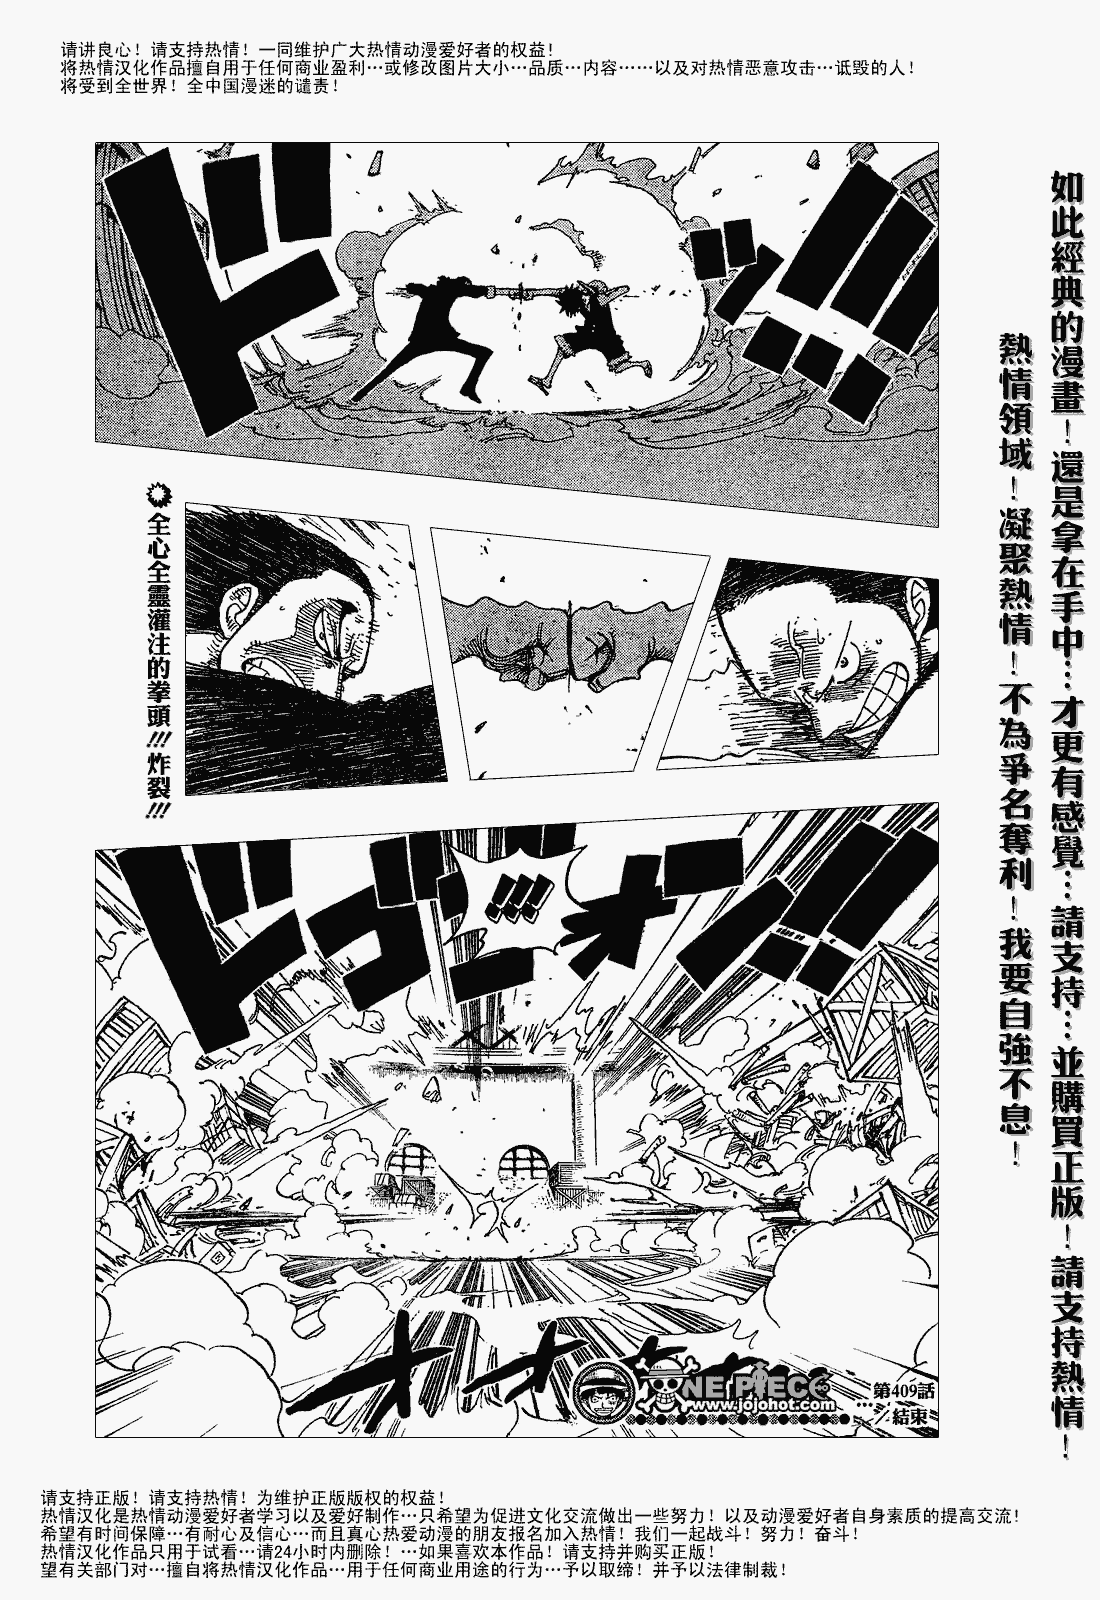 请讲良心！请支持热情！一同维护广大热情动漫爱好者的权益！
将热情汉化作品擅自用于任何商业盈利…或修改图片大小…品质…内容……以及对热情恶意攻击…诋毁的人！
将受到全世界！全中国漫迷的谴责！
如此經典的漫畫！還是拿在手中…才更有感覺…請支持…並購買正版！請支持熱情！
熱情領域！凝聚熱情！不為爭名奪利！我要自強不息！
ドッ!!!
全心全靈灌注的拳頭!!!炸裂!!!
!!!!
ドゴォン!!!
オオオオ
ONE PIECE
www.jojohot.com
第409話
…／結束
请支持正版！请支持热情！为维护正版版权的权益！
热情汉化是热情动漫爱好者学习以及爱好制作…只希望为促进文化交流做出一些努力！以及动漫爱好者自身素质的提高交流！
希望有时间保障…有耐心及信心…而且真心热爱动漫的朋友报名加入热情！我们一起战斗！努力！奋斗！
热情汉化作品只用于试看…请24小时内删除！…如果喜欢本作品！请支持并购买正版！
望有关部门对…擅自将热情汉化作品…用于任何商业用途的行为…予以取缔！并予以法律制裁！